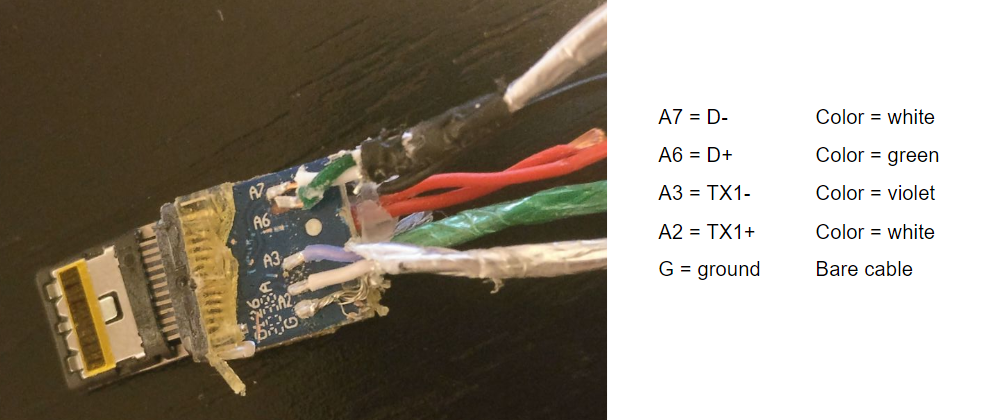 A7
A6
A3
A2
G
A7 = D- Color = white
A6 = D+ Color = green
A3 = TX1- Color = violet
A2 = TX1+ Color = white
G = ground Bare cable